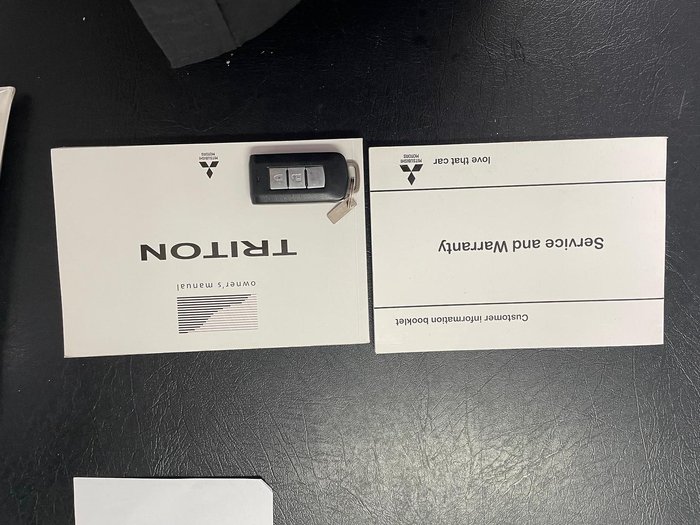 owner's manual
TRITON
MITSUBISHI
MOTORS
Customer information booklet
Service and Warranty
love that car
MITSUBISHI
MOTORS